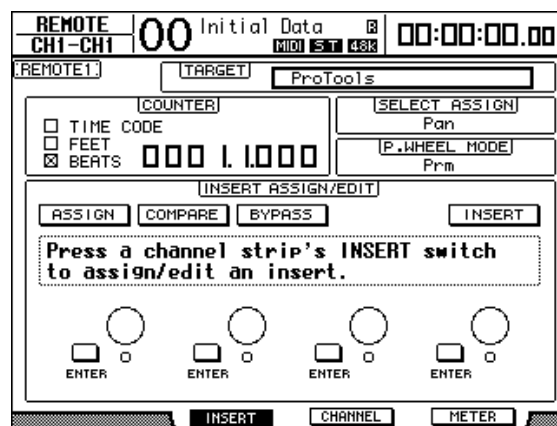 REMOTE
CH1-CH1
00
Initial Data
R
MIDI ST 48k
00:00:00.00
REMOTE1
TARGET
ProTools
COUNTER
TIME CODE
FEET
BEATS
0001.1.000
SELECT ASSIGN
Pan
P.WHEEL MODE
Prm
INSERT ASSIGN/EDIT
ASSIGN
COMPARE
BYPASS
INSERT
Press a channel strip's INSERT switch
to assign/edit an insert.
ENTER
ENTER
ENTER
ENTER
INSERT
CHANNEL
METER